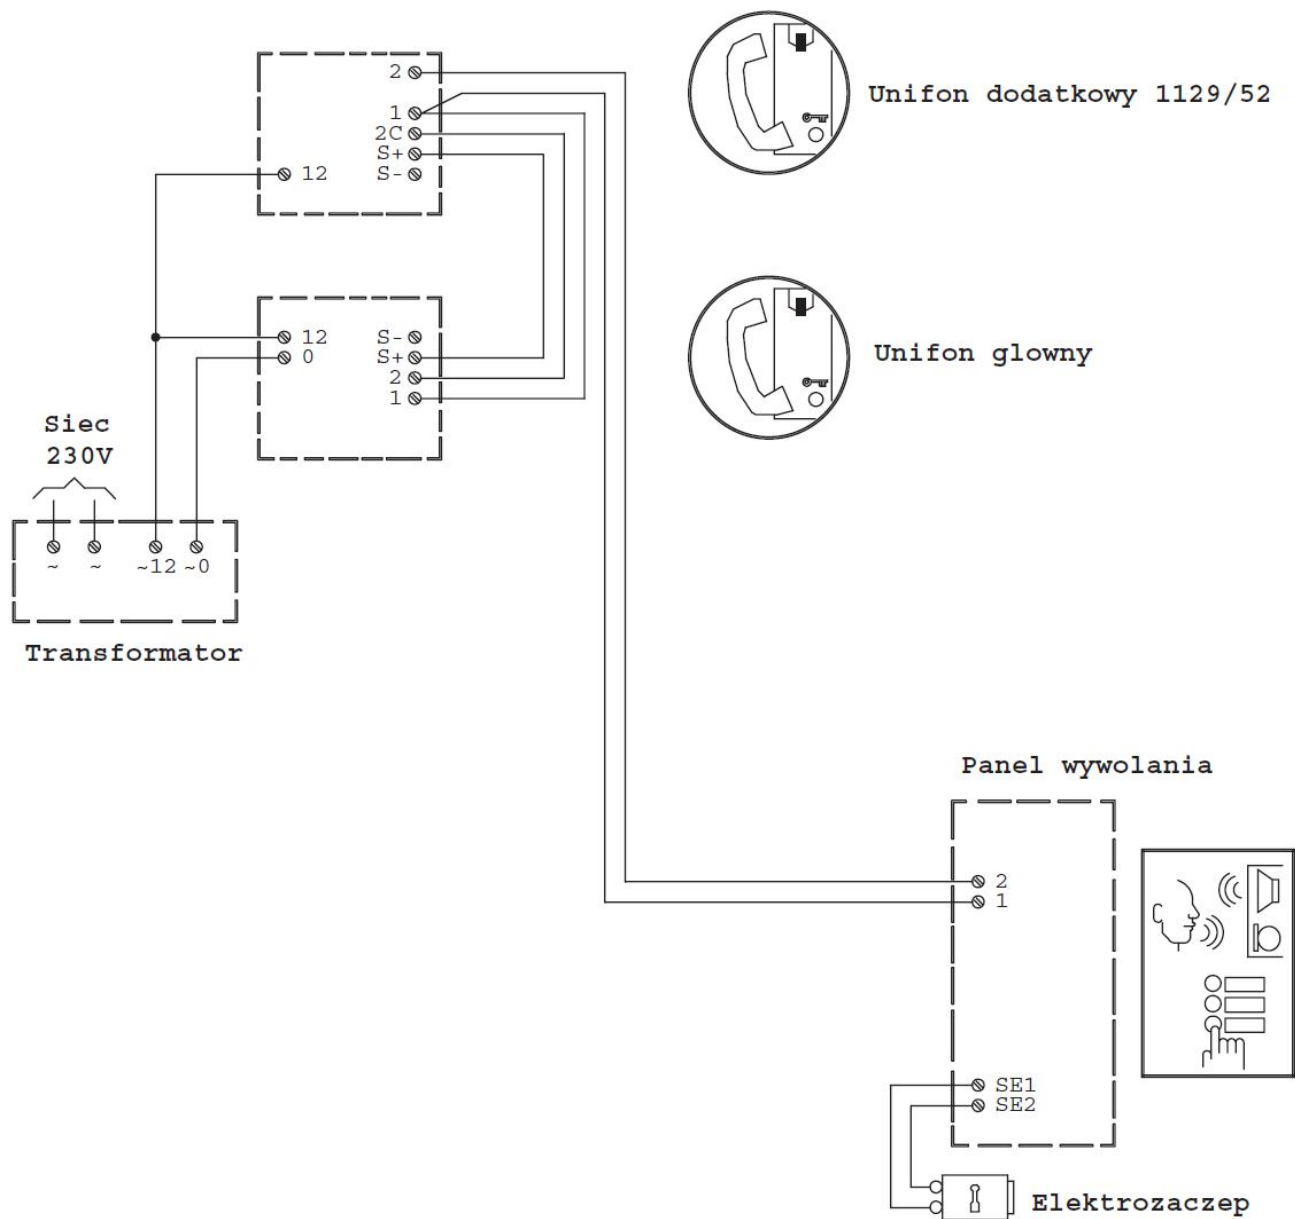 2
1
2C
S+
S-
12
Unifon dodatkowy 1129/52
12
0
S-
S+
2
1
Unifon glowny
Siec
230V
~ ~ ~12 ~0
Transformator
Panel wywolania
2
1
SE1
SE2
Elektrozaczep